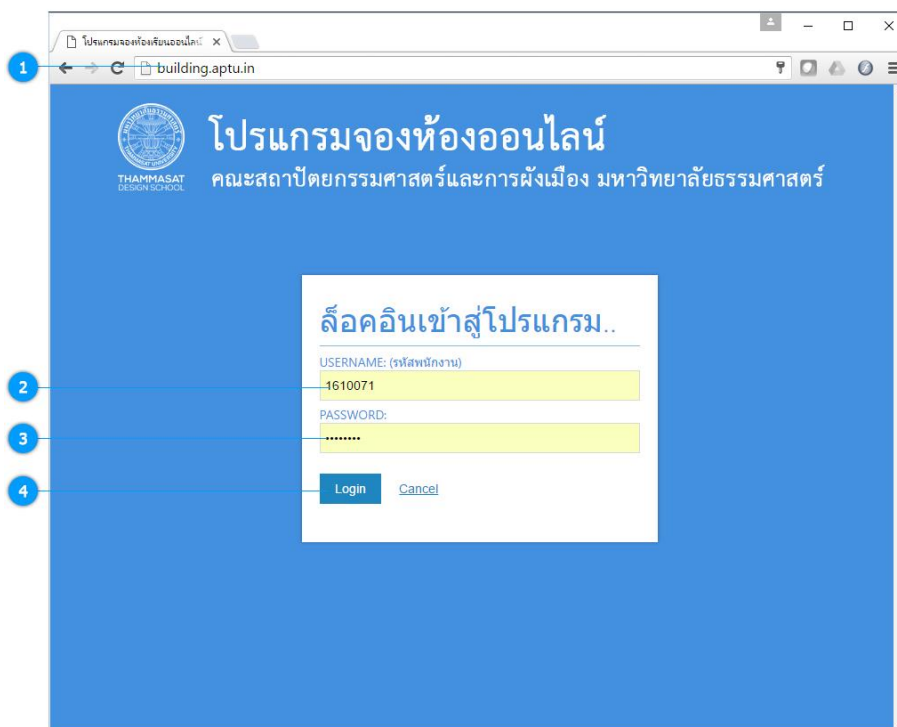 โปรแกรมจองห้องเรียนออนไลน์
1
building.aptu.in
THAMMASAT
DESIGN SCHOOL
โปรแกรมจองห้องออนไลน์
คณะสถาปัตยกรรมศาสตร์และการผังเมือง มหาวิทยาลัยธรรมศาสตร์
ล็อคอินเข้าสู่โปรแกรม..
USERNAME: (รหัสพนักงาน)
2
1610071
PASSWORD:
3
••••••••
4
Login
Cancel